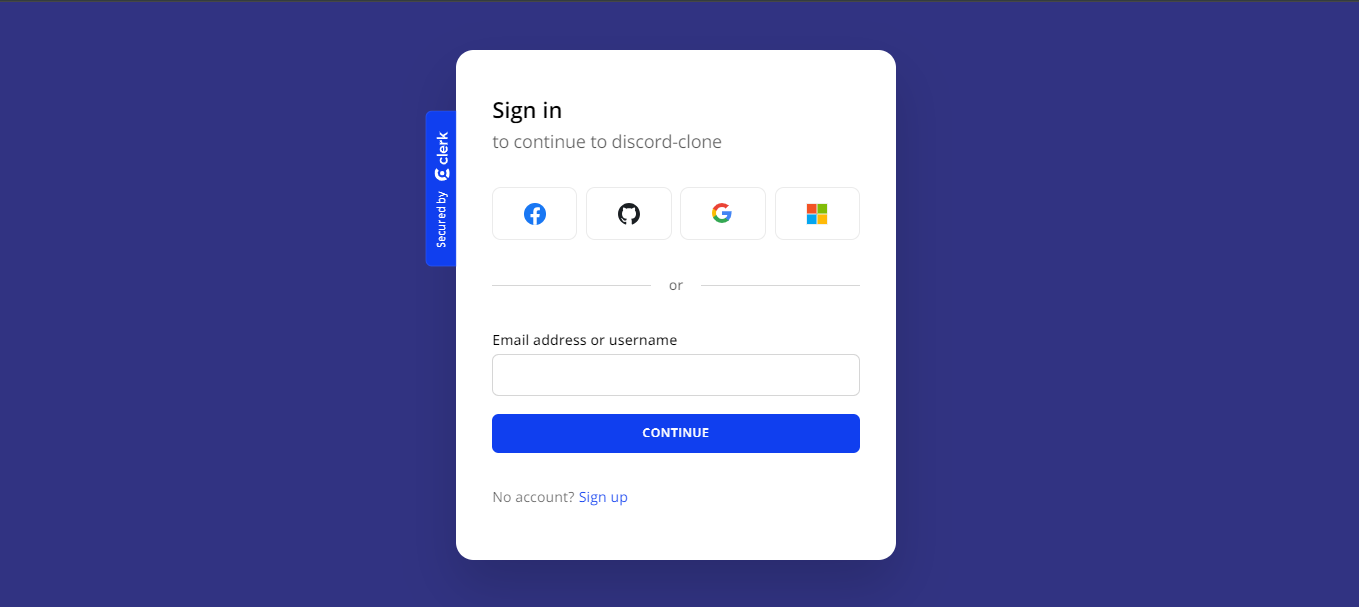 Sign in
to continue to discord-clone
Secured by clerk
or
Email address or username
CONTINUE
No account? Sign up